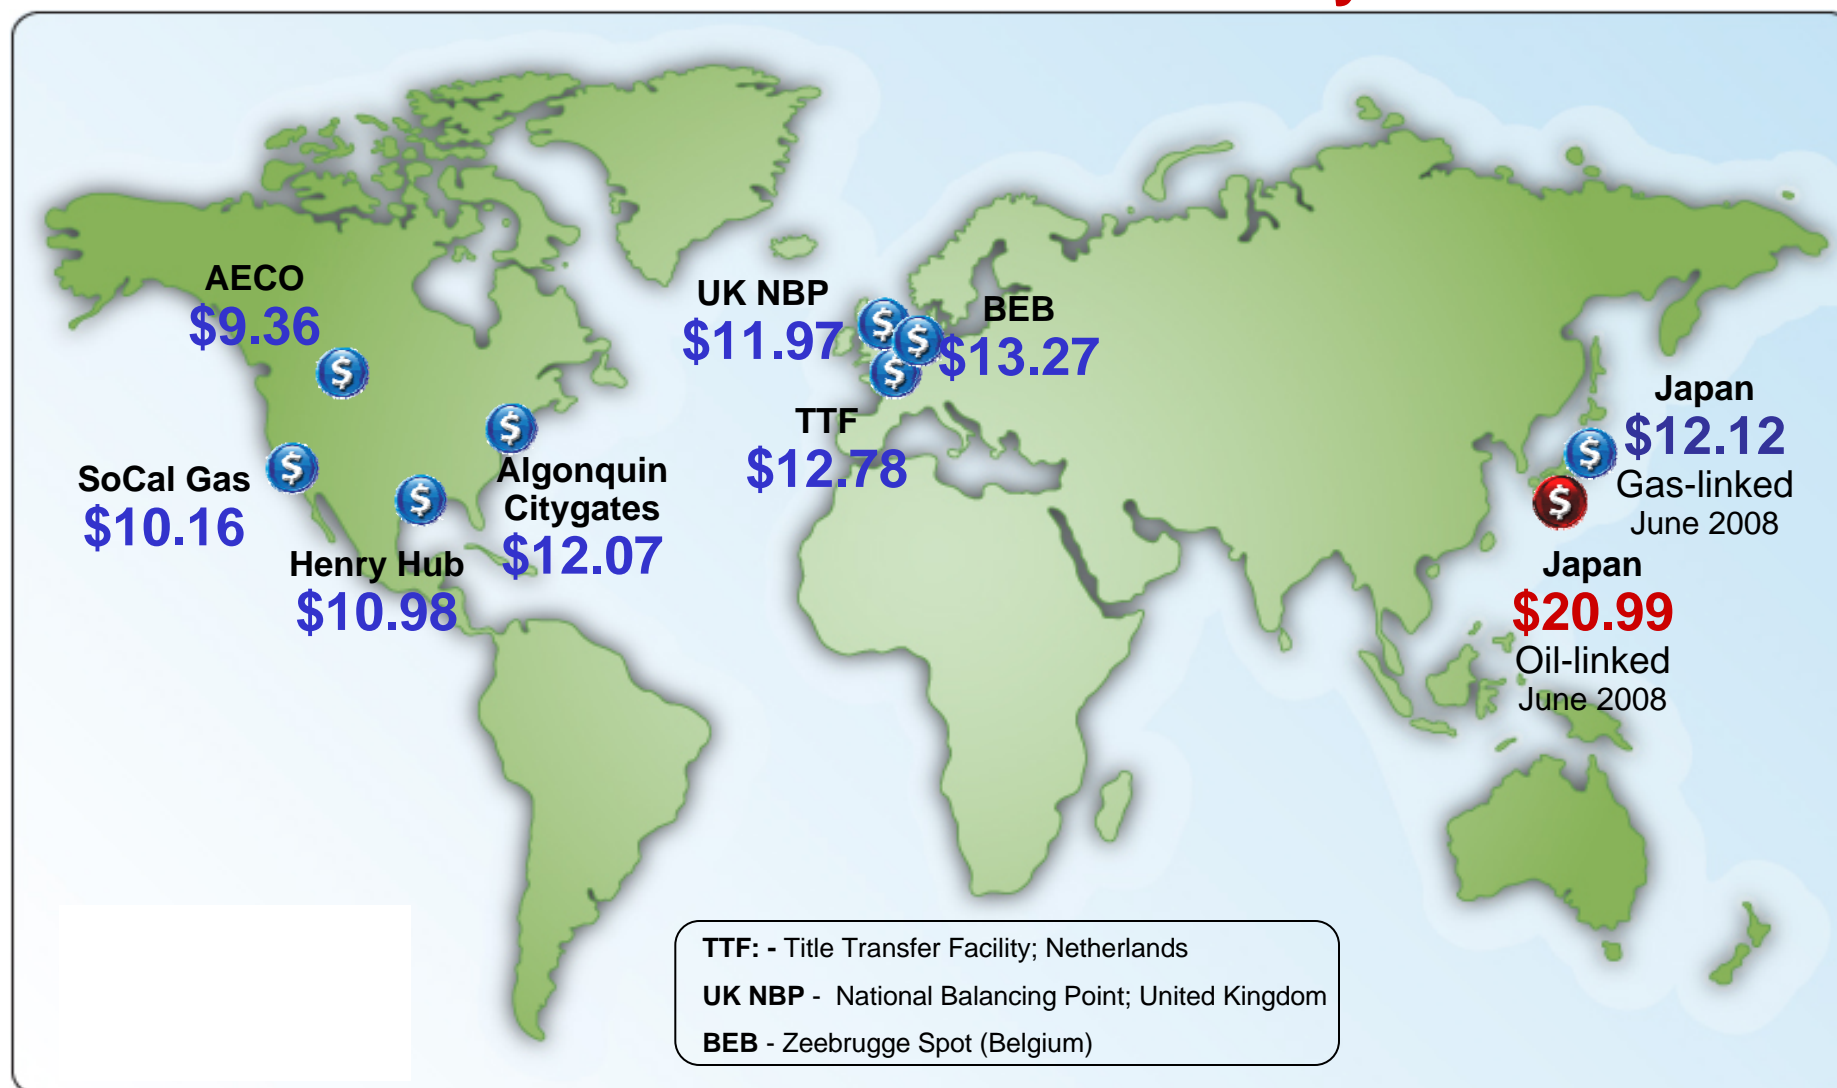 AECO
$9.36
UK NBP
$11.97
BEB
$13.27
Japan
$12.12
Gas-linked
June 2008
TTF
$12.78
SoCal Gas
$10.16
Algonquin
Citygates
$12.07
Henry Hub
$10.98
Japan
$20.99
Oil-linked
June 2008
TTF: - Title Transfer Facility; Netherlands
UK NBP - National Balancing Point; United Kingdom
BEB - Zeebrugge Spot (Belgium)